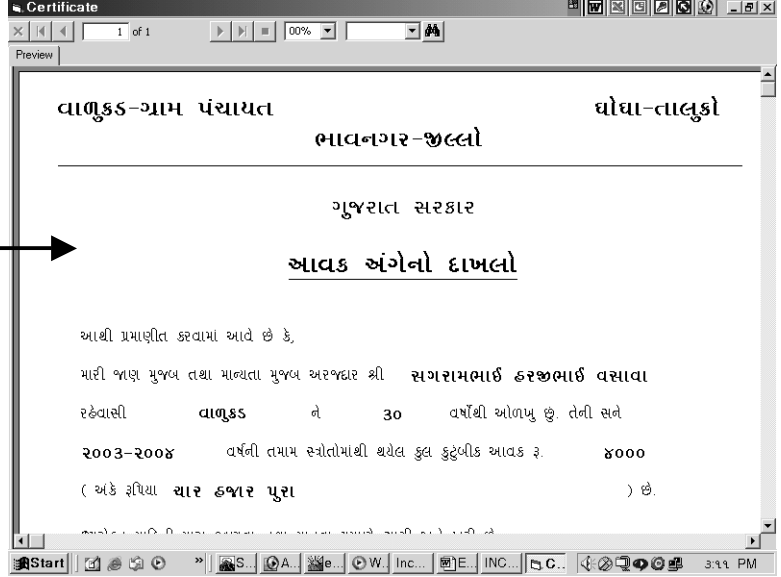 Certificate
1 of 1 00%
Preview
વાળુકડ-ગ્રામ પંચાયત ઘોઘા-તાલુકો
ભાવનગર-જીલ્લો
ગુજરાત સરકાર
આવક અંગેનો દાખલો
આથી પ્રમાણીત કરવામાં આવે છે કે,
મારી જાણ મુજબ તથા માન્યતા મુજબ અરજદાર શ્રી સગરામભાઈ હરજીભાઈ વસાવા
રહેવાસી વાળુકડ ને ૩૦ વર્ષોથી ઓળખુ છું. તેની સને
૨૦૦૩-૨૦૦૪ વર્ષની તમામ સ્ત્રોતોમાંથી થયેલ કુલ કુટુંબીક આવક રૂ. ૪૦૦૦
( અંકે રૂપિયા ચાર હજાર પુરા ) છે.
Start » S... A... e... W.. Inc... E... INC... C.. ૩:૧૧ PM